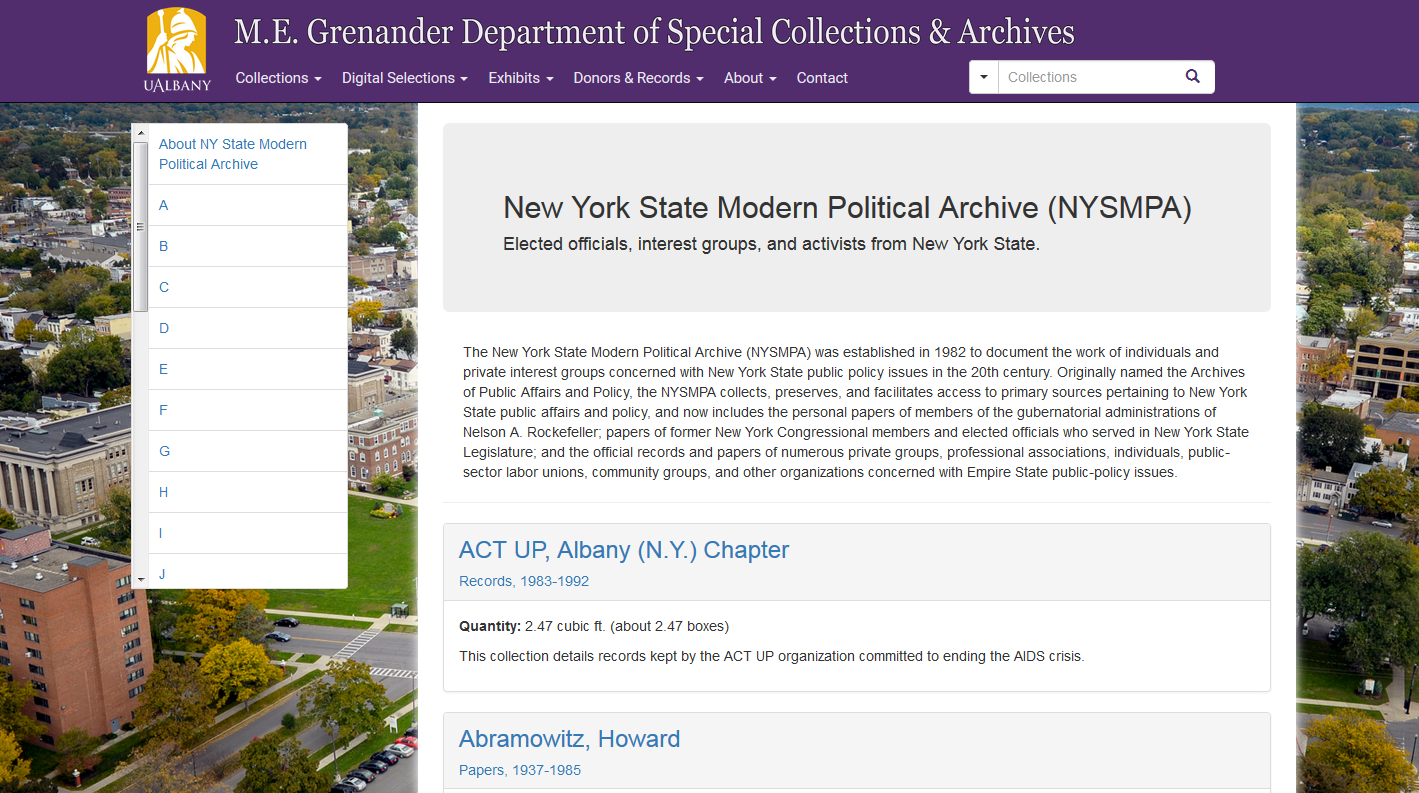 M.E. Grenander Department of Special Collections & Archives
UALBANY
Collections Digital Selections Exhibits Donors & Records About Contact
Collections
About NY State Modern
Political Archive
A
B
C
D
E
F
G
H
I
J
New York State Modern Political Archive (NYSMPA)
Elected officials, interest groups, and activists from New York State.
The New York State Modern Political Archive (NYSMPA) was established in 1982 to document the work of individuals and
private interest groups concerned with New York State public policy issues in the 20th century. Originally named the Archives
of Public Affairs and Policy, the NYSMPA collects, preserves, and facilitates access to primary sources pertaining to New York
State public affairs and policy, and now includes the personal papers of members of the gubernatorial administrations of
Nelson A. Rockefeller; papers of former New York Congressional members and elected officials who served in New York State
Legislature; and the official records and papers of numerous private groups, professional associations, individuals, public-
sector labor unions, community groups, and other organizations concerned with Empire State public-policy issues.
ACT UP, Albany (N.Y.) Chapter
Records, 1983-1992
Quantity: 2.47 cubic ft. (about 2.47 boxes)
This collection details records kept by the ACT UP organization committed to ending the AIDS crisis.
Abramowitz, Howard
Papers, 1937-1985